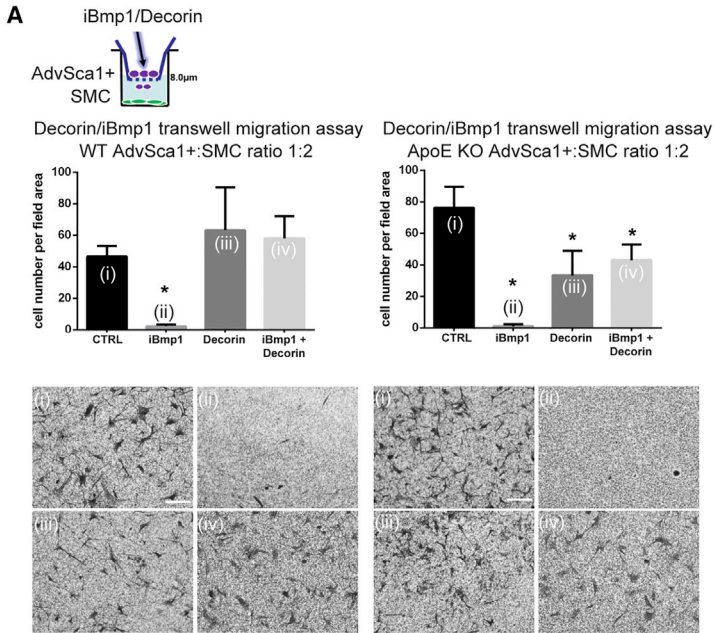 A
iBmp1/Decorin
AdvSca1+
8.0μm
SMC
Decorin/iBmp1 transwell migration assay
WT AdvSca1+:SMC ratio 1:2
cell number per field area
100
80
60
40
20
0
(i)
*
(ii)
(iii)
(iv)
CTRL
iBmp1
Decorin
iBmp1 +
Decorin
Decorin/iBmp1 transwell migration assay
ApoE KO AdvSca1+:SMC ratio 1:2
cell number per field area
100
80
60
40
20
0
(i)
*
(ii)
*
(iii)
*
(iv)
CTRL
iBmp1
Decorin
iBmp1 +
Decorin
(i)
(ii)
(iii)
(iv)
(i)
(ii)
(iii)
(iv)